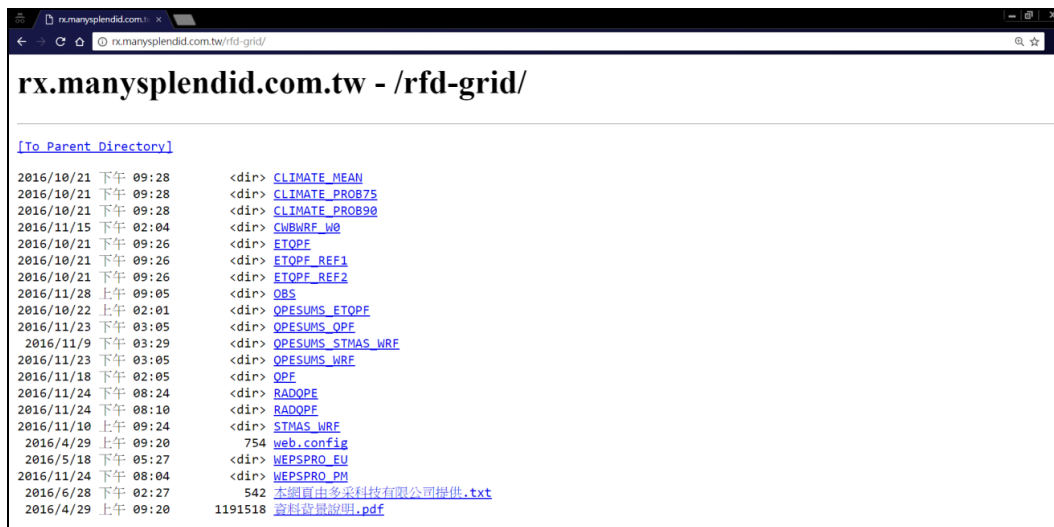 rx.manysplendid.com.t
rx.manysplendid.com.tw/rfd-grid/
rx.manysplendid.com.tw - /rfd-grid/
[To Parent Directory]
2016/10/21 下午 09:28 <dir> CLIMATE_MEAN
2016/10/21 下午 09:28 <dir> CLIMATE_PROB75
2016/10/21 下午 09:28 <dir> CLIMATE_PROB90
2016/11/15 下午 02:04 <dir> CWBWRF_W0
2016/10/21 下午 09:26 <dir> ETQPF
2016/10/21 下午 09:26 <dir> ETQPF_REF1
2016/10/21 下午 09:26 <dir> ETQPF_REF2
2016/11/28 上午 09:05 <dir> OBS
2016/10/22 上午 02:01 <dir> QPESUMS_ETQPF
2016/11/23 下午 03:05 <dir> QPESUMS_QPF
2016/11/9 下午 03:29 <dir> QPESUMS_STMAS_WRF
2016/11/23 下午 03:05 <dir> QPESUMS_WRF
2016/11/18 下午 02:05 <dir> QPF
2016/11/24 下午 08:24 <dir> RADQPE
2016/11/24 下午 08:10 <dir> RADQPF
2016/11/10 上午 09:24 <dir> STMAS_WRF
2016/4/29 上午 09:20 754 web.config
2016/5/18 下午 05:27 <dir> WEPSPRO_EU
2016/11/24 下午 08:04 <dir> WEPSPRO_PM
2016/6/28 下午 02:27 542 本網頁由多采科技有限公司提供.txt
2016/4/29 上午 09:20 1191518 資料背景說明.pdf